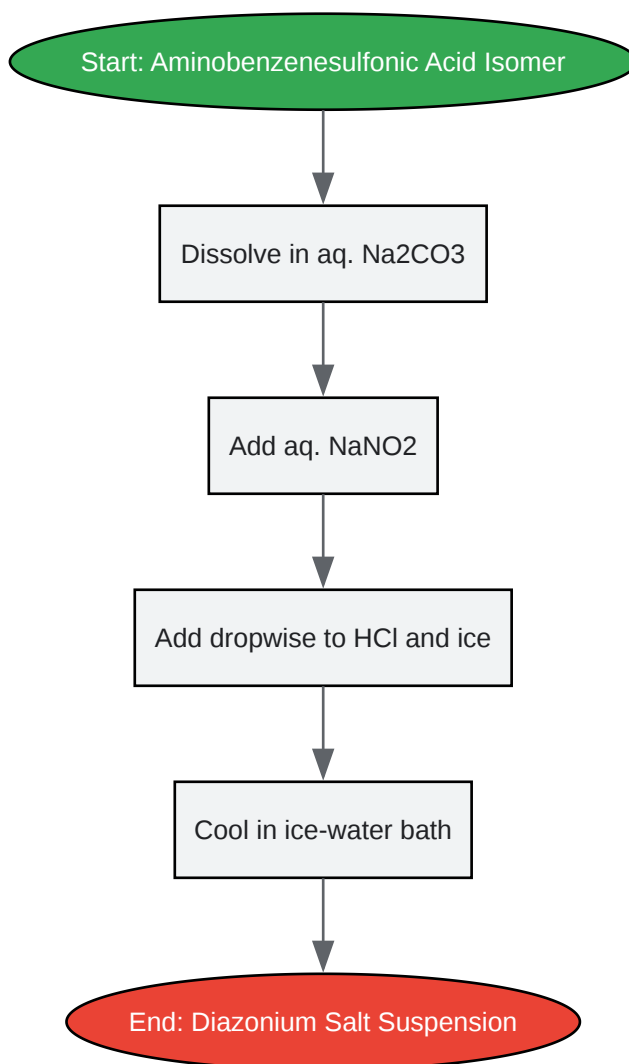 Start: Aminobenzenesulfonic Acid Isomer
Dissolve in aq. Na2CO3
Add aq. NaNO2
Add dropwise to HCl and ice
Cool in ice-water bath
End: Diazonium Salt Suspension